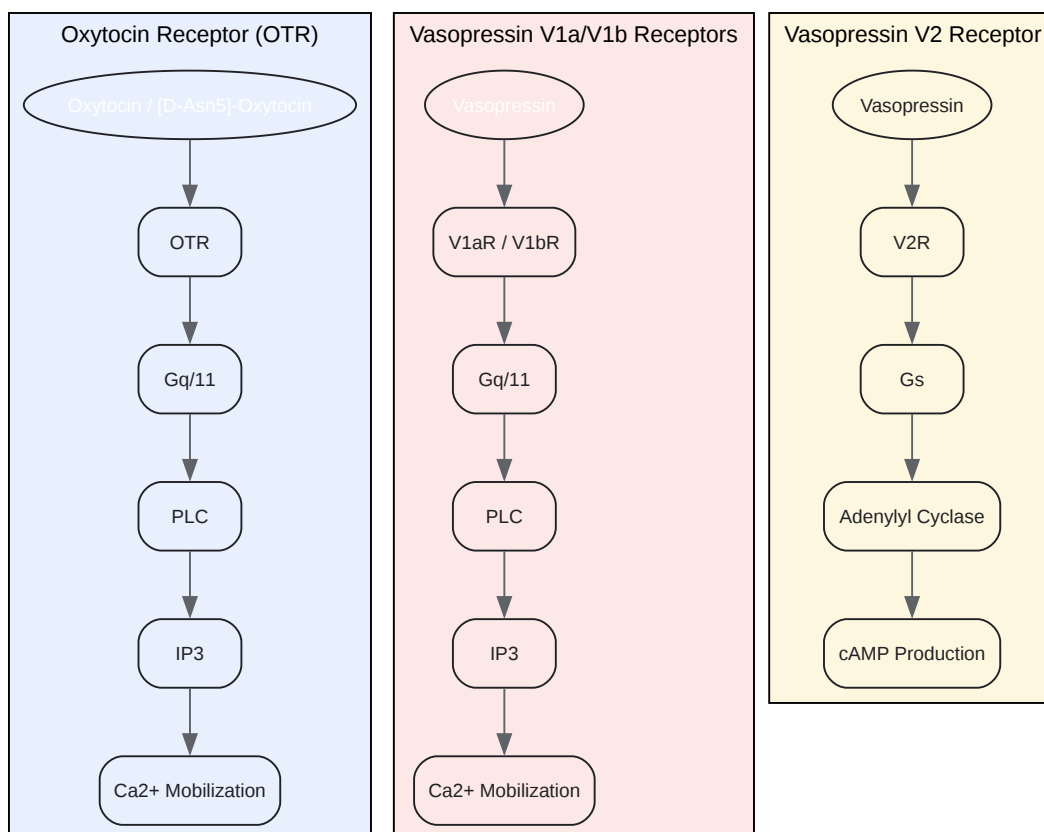 Oxytocin Receptor (OTR)
Oxytocin / [D-Asn5]-Oxytocin
OTR
Gq/11
PLC
IP3
Ca2+ Mobilization
Vasopressin V1a/V1b Receptors
Vasopressin
V1aR / V1bR
Gq/11
PLC
IP3
Ca2+ Mobilization
Vasopressin V2 Receptor
Vasopressin
V2R
Gs
Adenylyl Cyclase
cAMP Production